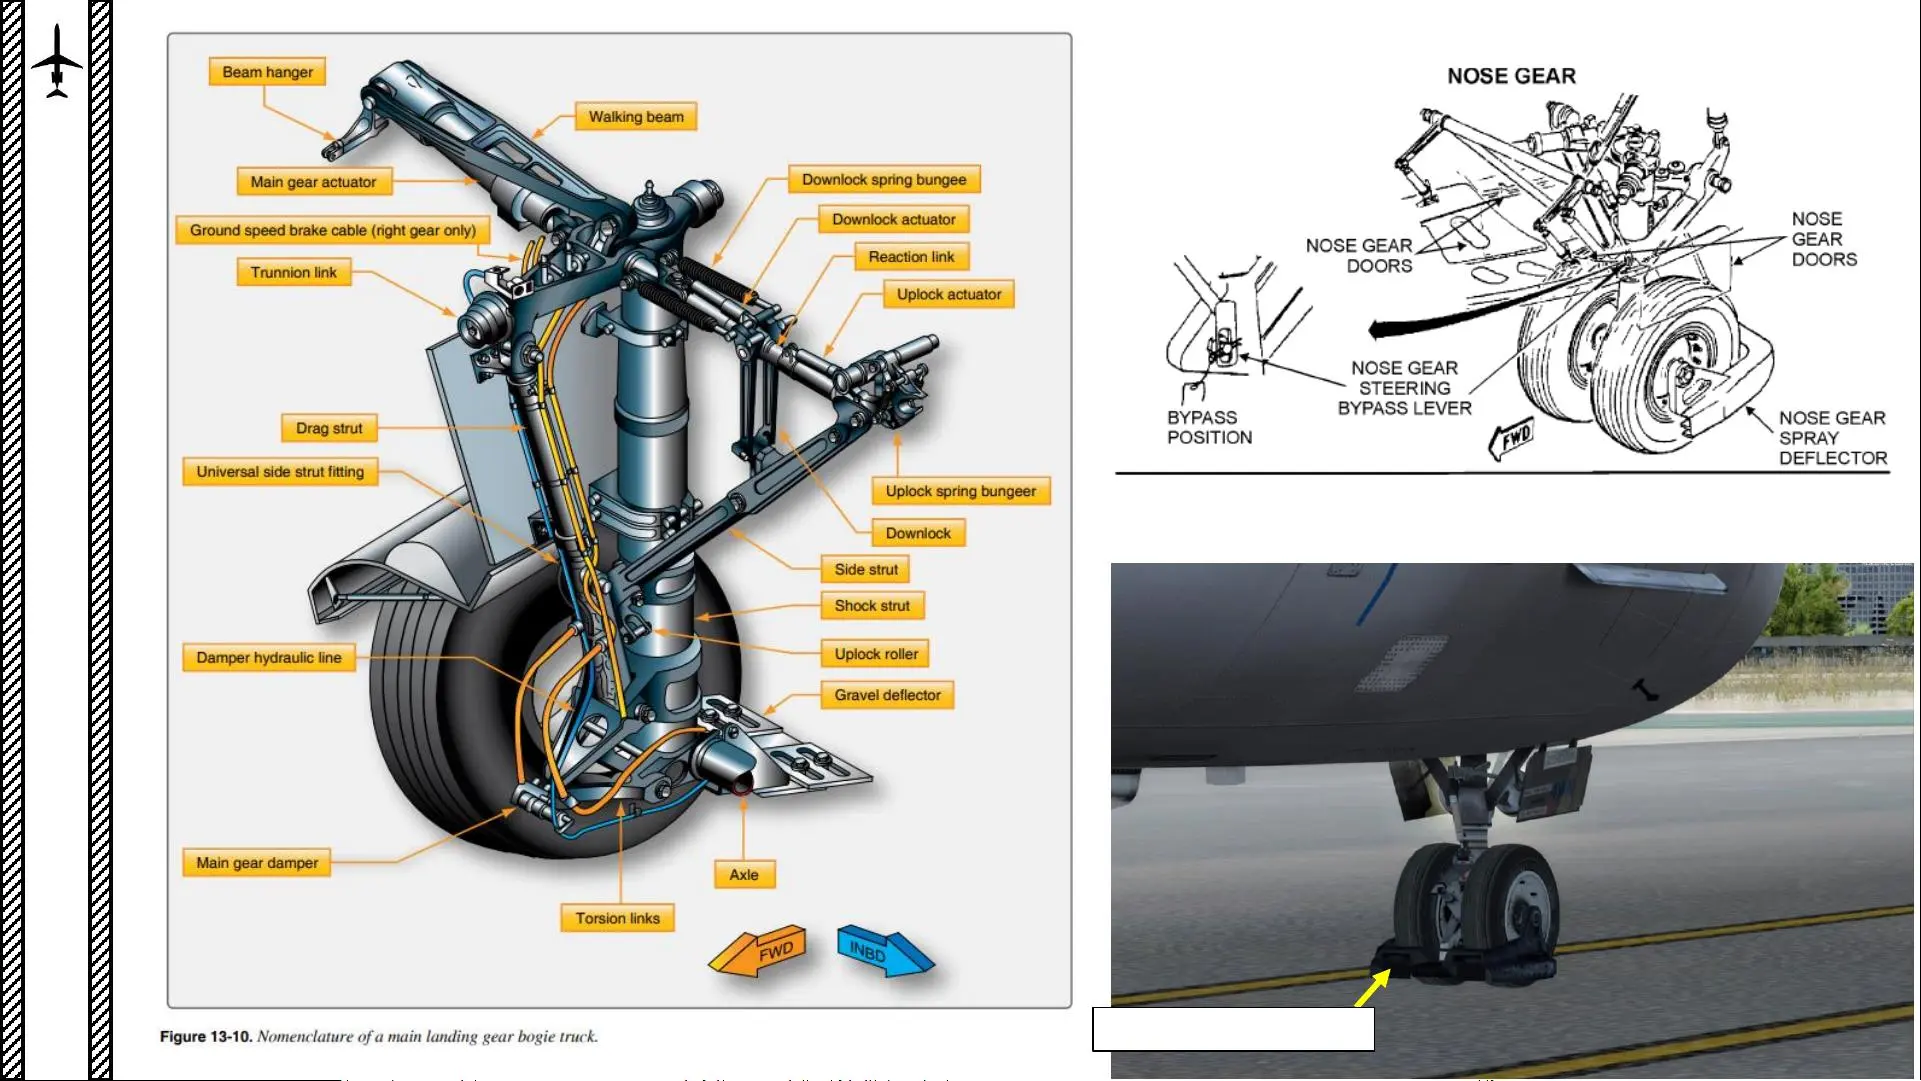 Beam hanger
Walking beam
Main gear actuator
Downlock spring bungee
Ground speed brake cable (right gear only)
Downlock actuator
Reaction link
Trunnion link
Uplock actuator
Drag strut
Universal side strut fitting
Uplock spring bungeer
Downlock
Side strut
Shock strut
Damper hydraulic line
Uplock roller
Gravel deflector
Main gear damper
Axle
Torsion links
FWD
INBD
Figure 13-10. Nomenclature of a main landing gear bogie truck.
NOSE GEAR
NOSE GEAR
DOORS
NOSE
GEAR
DOORS
NOSE GEAR
STEERING
BYPASS LEVER
BYPASS
POSITION
FWD
NOSE GEAR
SPRAY
DEFLECTOR